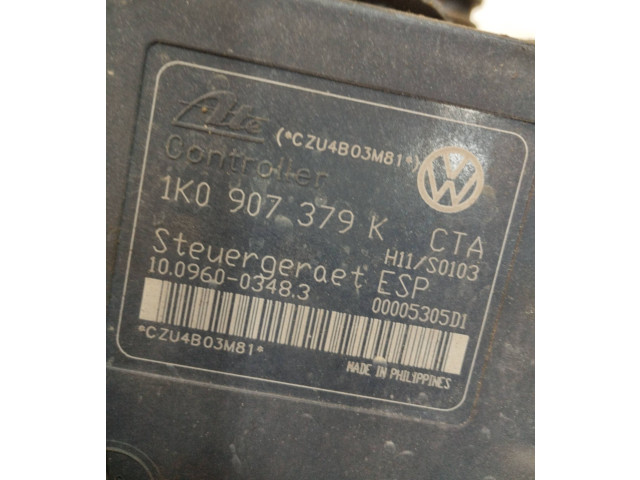 Ate (*CZU4B03M81*)
Controller
1K0 907 379 K CTA
H11/S0103
Steuergeraet ESP
10.0960-0348.3 00005305D1
*CZU4B03M81*
MADE IN PHILIPPINES